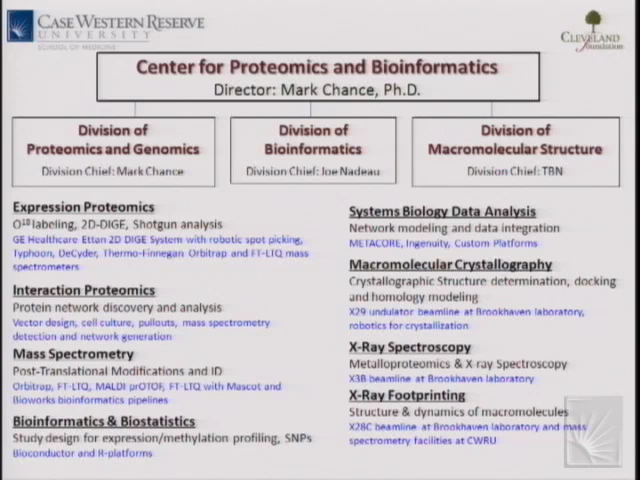 CASE WESTERN RESERVE
UNIVERSITY
SCHOOL OF MEDICINE
CLEVELAND
Foundation
Center for Proteomics and Bioinformatics
Director: Mark Chance, Ph.D.
Division of
Proteomics and Genomics
Division Chief: Mark Chance
Division of
Bioinformatics
Division Chief: Joe Nadeau
Division of
Macromolecular Structure
Division Chief: TBN
Expression Proteomics
O18 labeling, 2D-DIGE, Shotgun analysis
GE Healthcare Ettan 2D DIGE System with robotic spot picking,
Typhoon, DeCyder, Thermo-Finnegan Orbitrap and FT-LTQ mass
spectrometers
Interaction Proteomics
Protein network discovery and analysis
Vector design, cell culture, pullouts, mass spectrometry
detection and network generation
Mass Spectrometry
Post-Translational Modifications and ID
Orbitrap, FT-LTQ, MALDI prOTOF, FT-LTQ with Mascot and
Bioworks bioinformatics pipelines
Bioinformatics & Biostatistics
Study design for expression/methylation profiling, SNPs
Bioconductor and R-platforms
Systems Biology Data Analysis
Network modeling and data integration
METACORE, Ingenuity, Custom Platforms
Macromolecular Crystallography
Crystallographic Structure determination, docking
and homology modeling
X29 undulator beamline at Brookhaven laboratory,
robotics for crystallization
X-Ray Spectroscopy
Metalloproteomics & X-ray Spectroscopy
X3B beamline at Brookhaven laboratory
X-Ray Footprinting
Structure & dynamics of macromolecules
X28C beamline at Brookhaven laboratory and mass
spectrometry facilities at CWRU